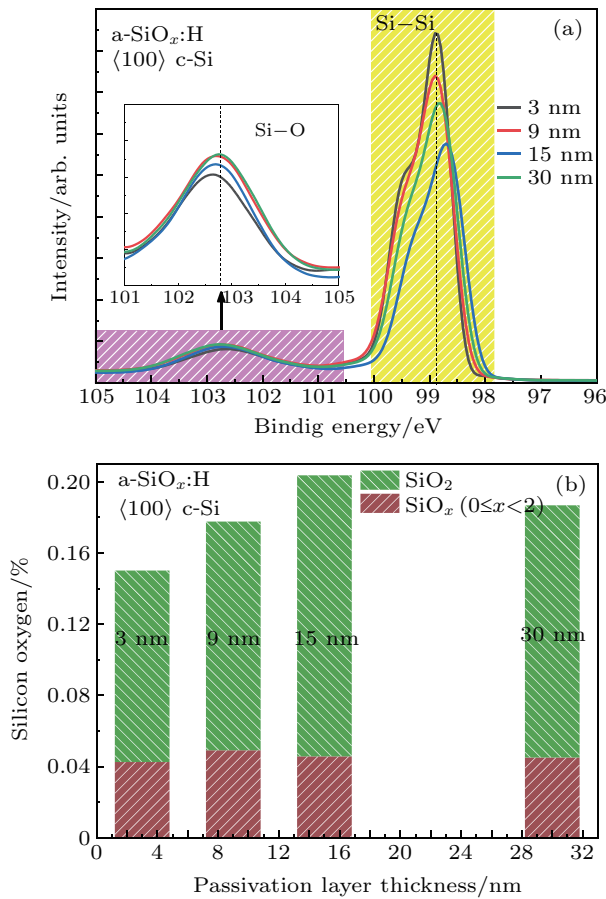 a-SiOₓ:H
⟨100⟩ c-Si
Si−Si
(a)
3 nm
9 nm
15 nm
30 nm
Si−O
101 102 103 104 105
Intensity/arb. units
105 104 103 102 101 100 99 98 97 96
Bindig energy/eV
a-SiOₓ:H
⟨100⟩ c-Si
SiO₂
SiOₓ (0≤x<2)
(b)
0.20
0.16
0.12
0.08
0.04
0
3 nm
9 nm
15 nm
30 nm
Silicon oxygen/%
0 4 8 12 16 20 24 28 32
Passivation layer thickness/nm